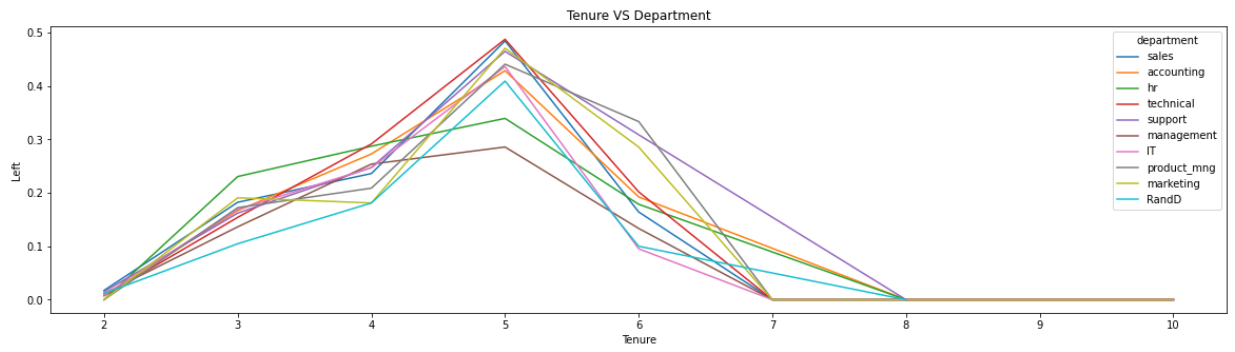 Tenure VS Department
0.5
0.4
0.3
0.2
0.1
0.0
Left
2 3 4 5 6 7 8 9 10
Tenure
department
sales
accounting
hr
technical
support
management
IT
product_mng
marketing
RandD